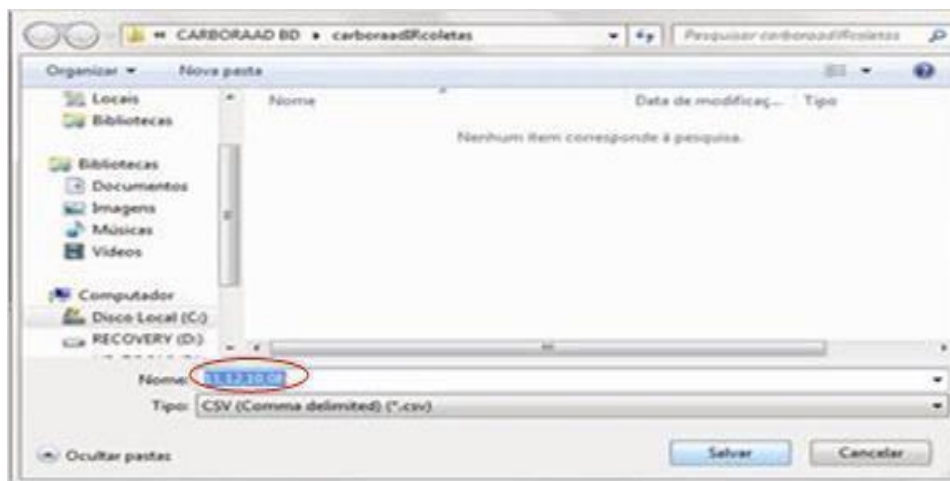 « CARBORAAD BD ▸ carboraadIRcoletas
Organizar Nova pasta
Nome Data de modificaç... Tipo
Nenhum item corresponde à pesquisa.
Locais
Bibliotecas
Bibliotecas
Documentos
Imagens
Músicas
Vídeos
Computador
Disco Local (C:)
RECOVERY (D:)
Nome:
Tipo: CSV (Comma delimited) (*.csv)
Ocultar pastas Salvar Cancelar